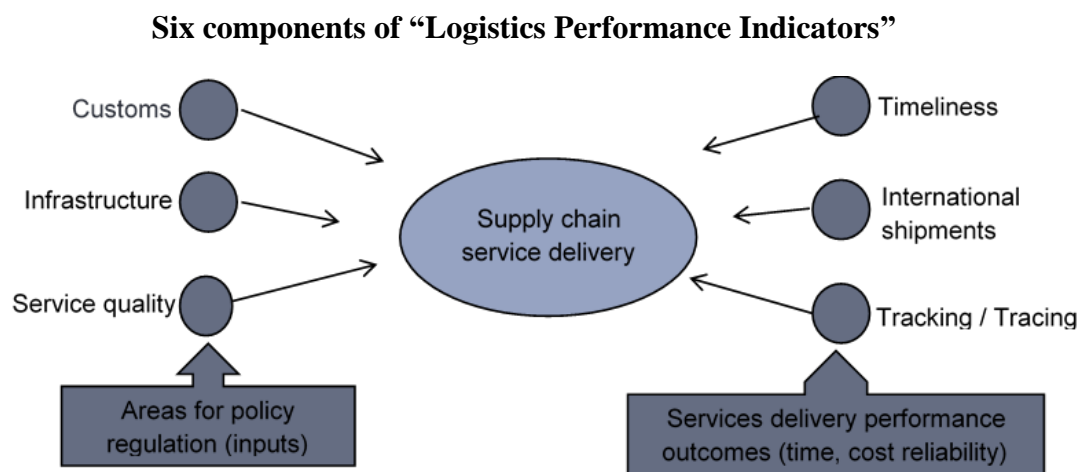 Six components of “Logistics Performance Indicators”
Customs
Infrastructure
Service quality
Areas for policy
regulation (inputs)
Supply chain
service delivery
Timeliness
International
shipments
Tracking / Tracing
Services delivery performance
outcomes (time, cost reliability)